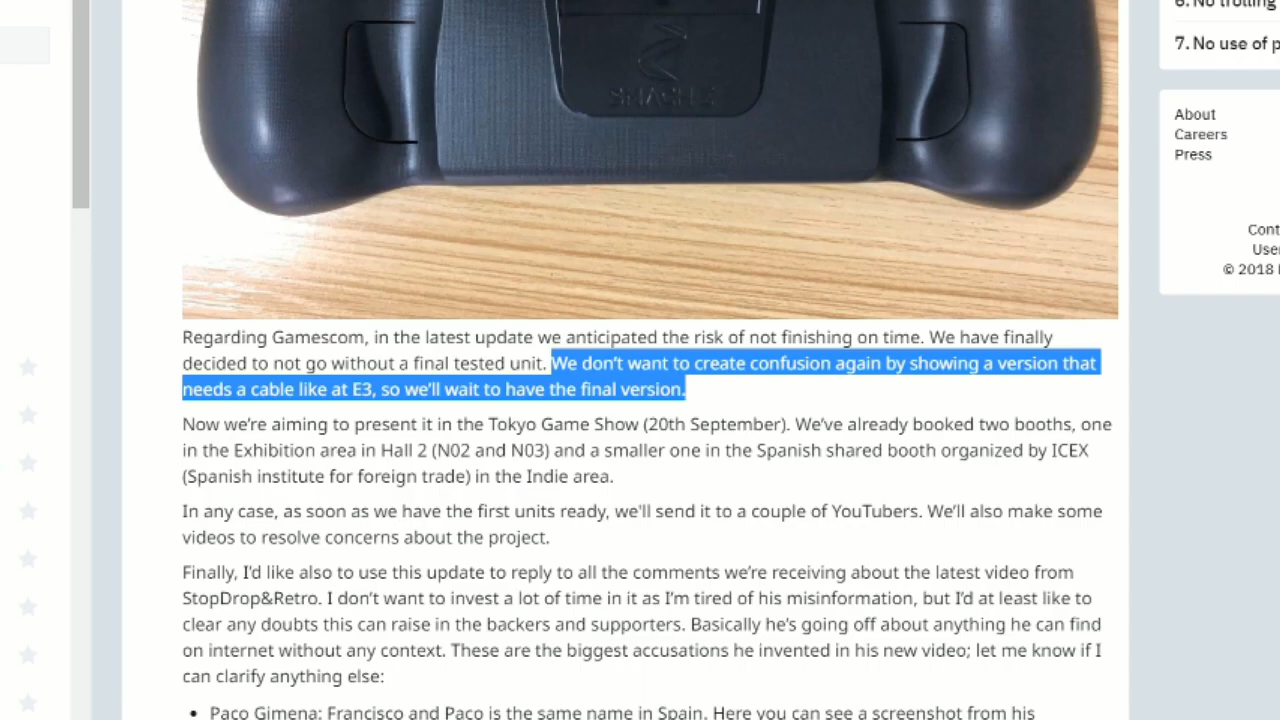 6. No trolling
7. No use of p
About
Careers
Press
Cont
Use
© 2018
SMACH Z
Regarding Gamescom, in the latest update we anticipated the risk of not finishing on time. We have finally
decided to not go without a final tested unit. We don't want to create confusion again by showing a version that
needs a cable like at E3, so we'll wait to have the final version.
Now we're aiming to present it in the Tokyo Game Show (20th September). We've already booked two booths, one
in the Exhibition area in Hall 2 (N02 and N03) and a smaller one in the Spanish shared booth organized by ICEX
(Spanish institute for foreign trade) in the Indie area.
In any case, as soon as we have the first units ready, we'll send it to a couple of YouTubers. We'll also make some
videos to resolve concerns about the project.
Finally, I'd like also to use this update to reply to all the comments we're receiving about the latest video from
StopDrop&Retro. I don't want to invest a lot of time in it as I'm tired of his misinformation, but I'd at least like to
clear any doubts this can raise in the backers and supporters. Basically he's going off about anything he can find
on internet without any context. These are the biggest accusations he invented in his new video; let me know if I
can clarify anything else:
• Paco Gimena: Francisco and Paco is the same name in Spain. Here you can see a screenshot from his